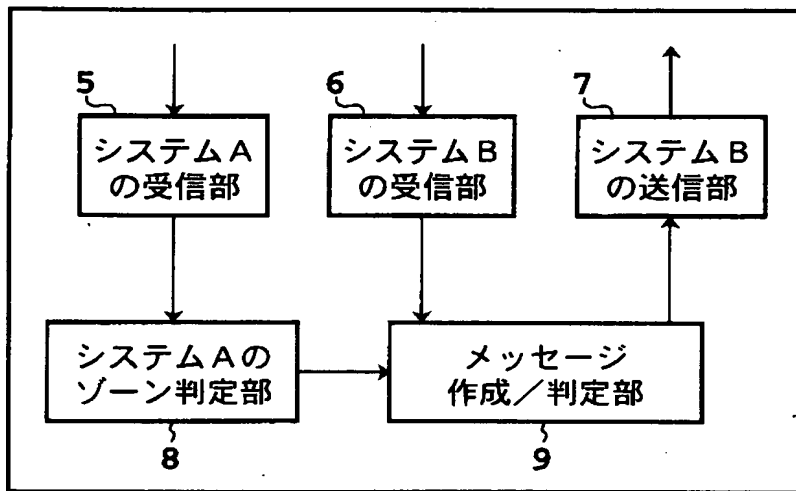 5
システムA
の受信部
6
システムB
の受信部
7
システムB
の送信部
システムAの
ゾーン判定部
8
メッセージ
作成／判定部
9